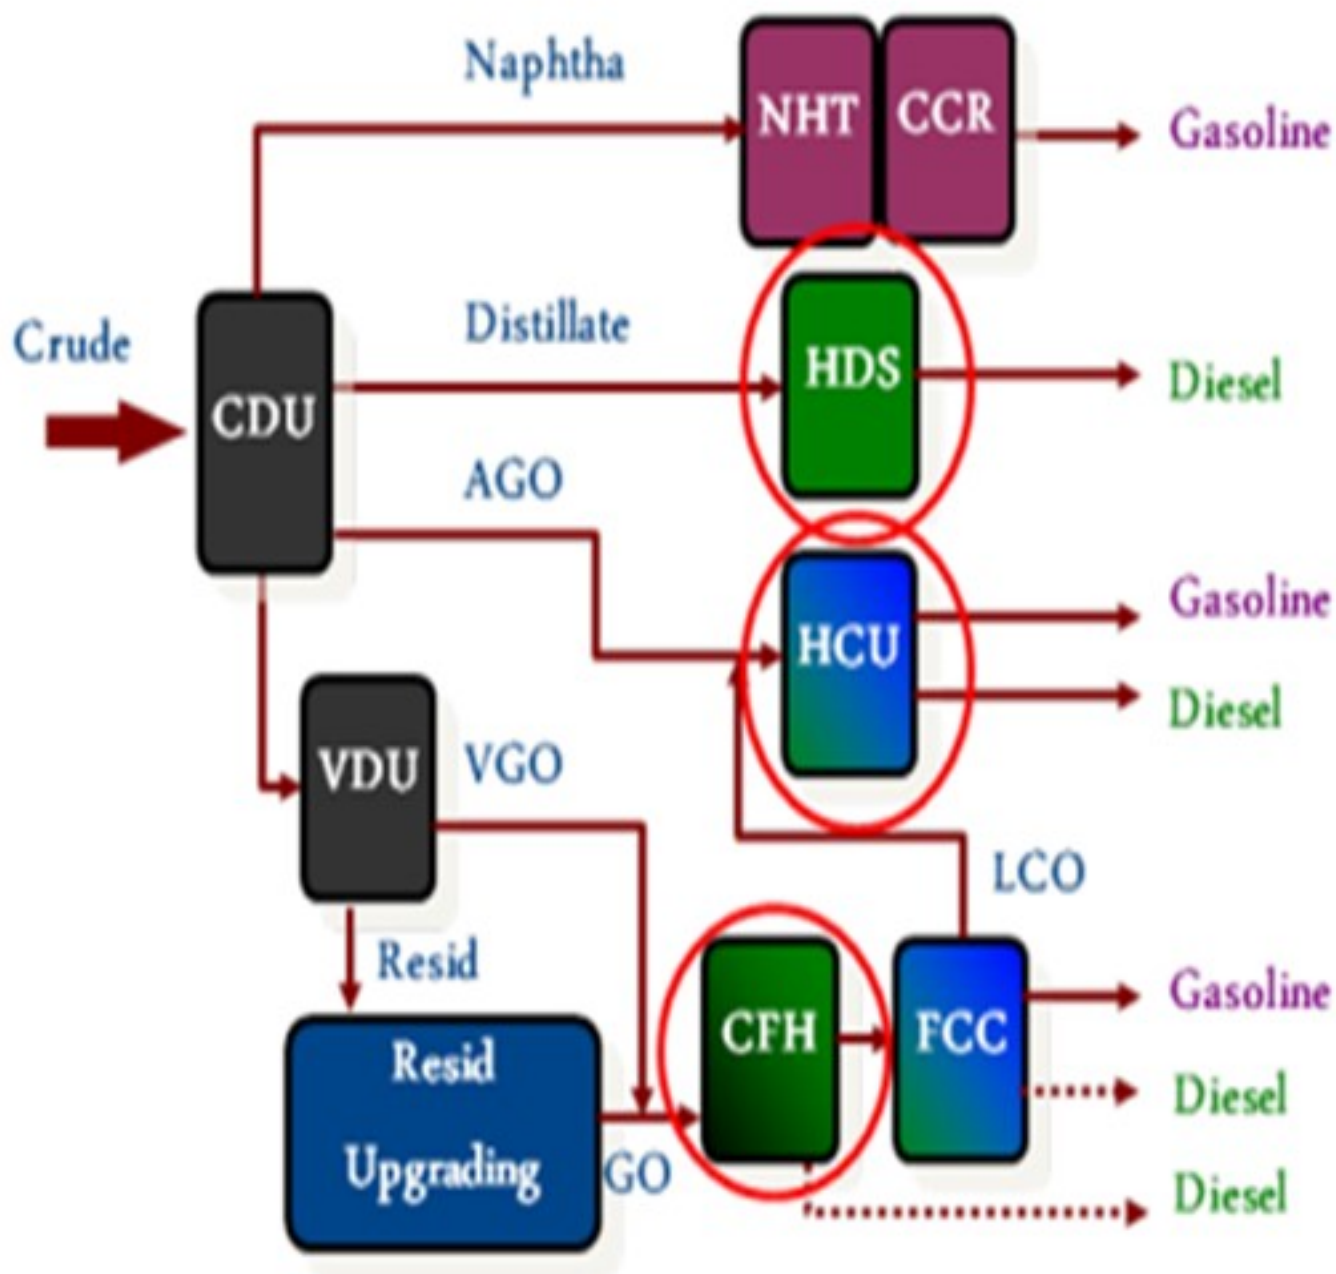 Naphtha
NHT
CCR
Gasoline
Crude
CDU
Distillate
HDS
Diesel
AGO
HCU
Gasoline
Diesel
VDU
VGO
LCO
Resid
CFH
FCC
Gasoline
Resid
Upgrading
GO
Diesel
Diesel